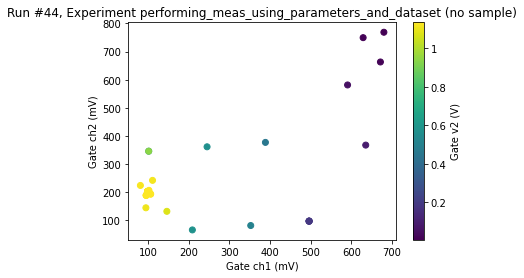 Run #44, Experiment performing_meas_using_parameters_and_dataset (no sample)
800
700
600
500
400
300
200
100
Gate ch2 (mV)
100 200 300 400 500 600 700
Gate ch1 (mV)
1
0.8
0.6
0.4
0.2
Gate v2 (V)